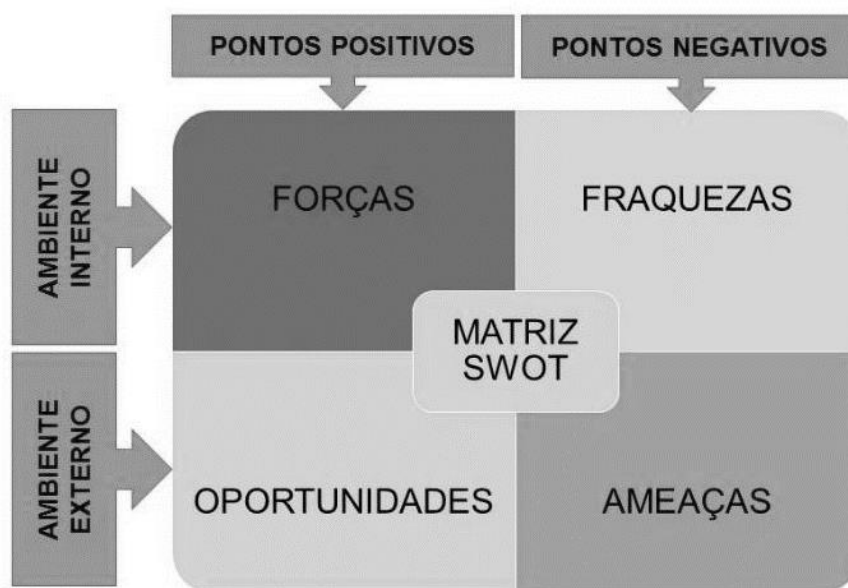 PONTOS POSITIVOS
PONTOS NEGATIVOS
AMBIENTE
INTERNO
FORÇAS
FRAQUEZAS
MATRIZ
SWOT
AMBIENTE
EXTERNO
OPORTUNIDADES
AMEAÇAS